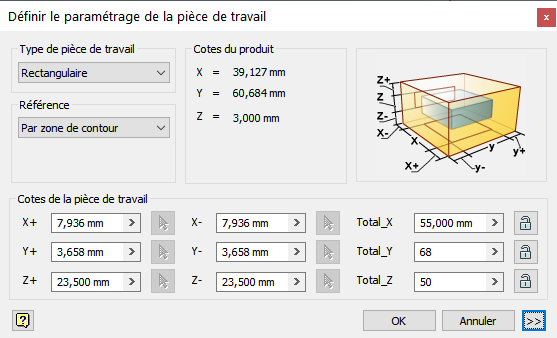 Définir le paramétrage de la pièce de travail
x
Type de pièce de travail
Rectangulaire
Référence
Par zone de contour
Cotes du produit
X = 39,127 mm
Y = 60,684 mm
Z = 3,000 mm
Z+
Z
Z-
X-
X
X+
y
y+
y-
Cotes de la pièce de travail
X+ 7,936 mm > X- 7,936 mm > Total_X 55,000 mm >
Y+ 3,658 mm > Y- 3,658 mm > Total_Y 68 >
Z+ 23,500 mm > Z- 23,500 mm > Total_Z 50 >
? OK Annuler >>